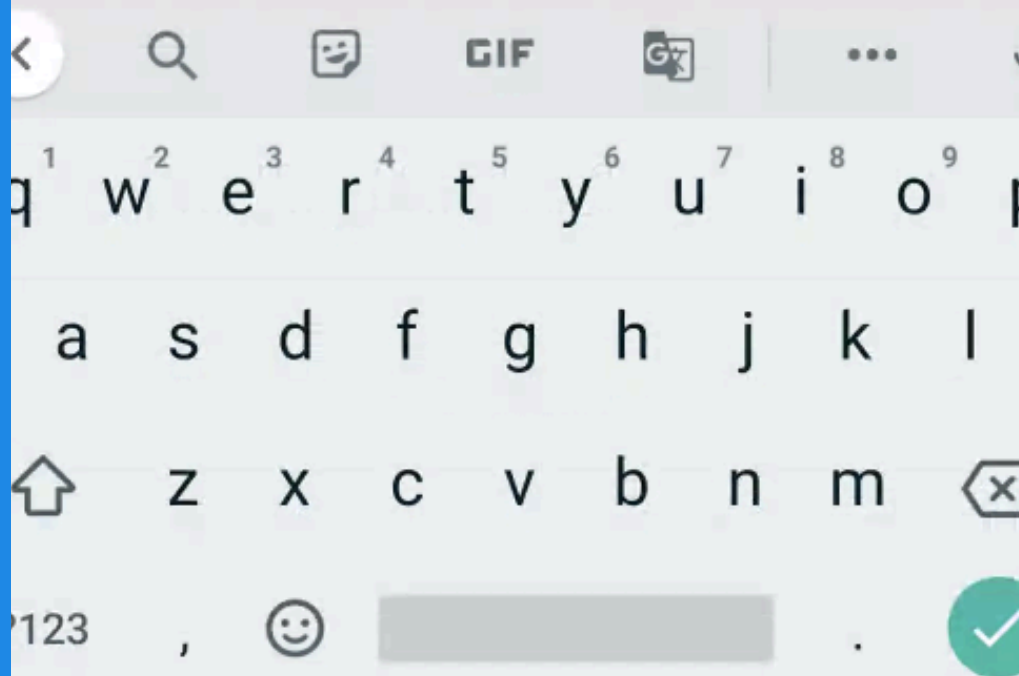 GIF
G
1 2 3 4 5 6 7 8 9
q w e r t y u i o p
a s d f g h j k l
z x c v b n m
?123 , .